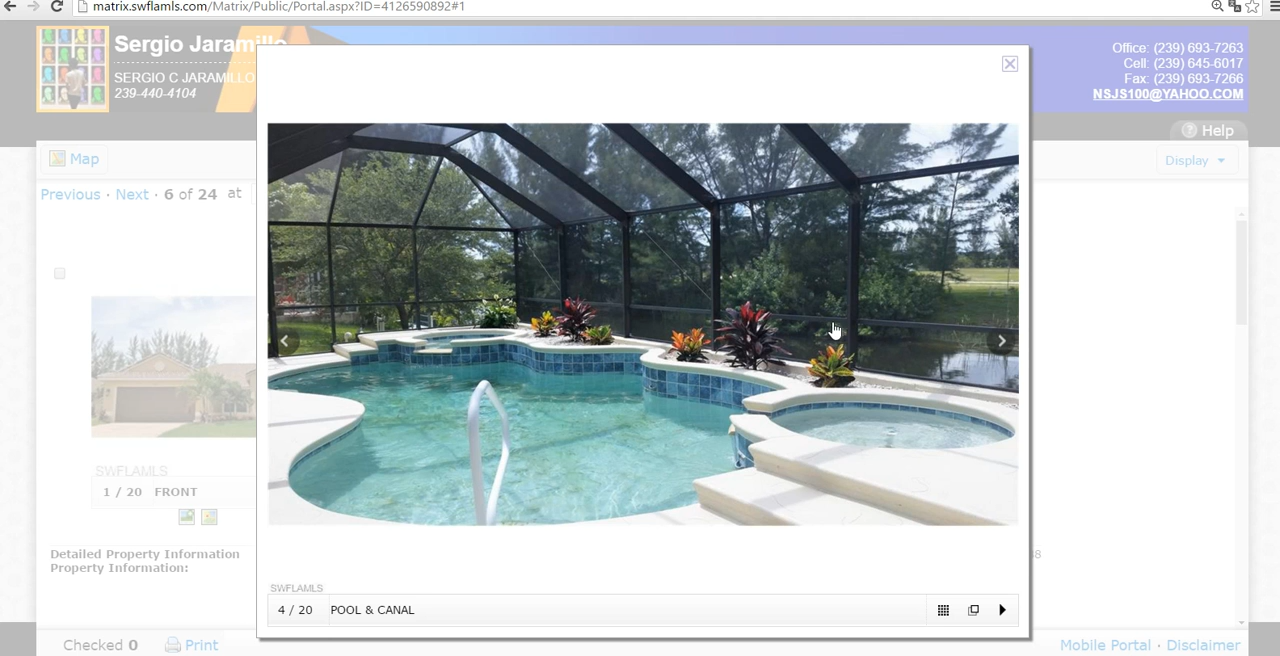 matrix.swflamls.com/Matrix/Public/Portal.aspx?ID=4126590892#1
Sergio Jaramillo
SERGIO C JARAMILLO
239-440-4104
Office: (239) 693-7263
Cell: (239) 645-6017
Fax: (239) 693-7266
NSJS100@YAHOO.COM
? Help
Map
Display
Previous · Next · 6 of 24 at
SWFLAMLS
1 / 20 FRONT
Detailed Property Information
Property Information:
SWFLAMLS
4 / 20 POOL & CANAL
Checked 0 Print
Mobile Portal · Disclaimer